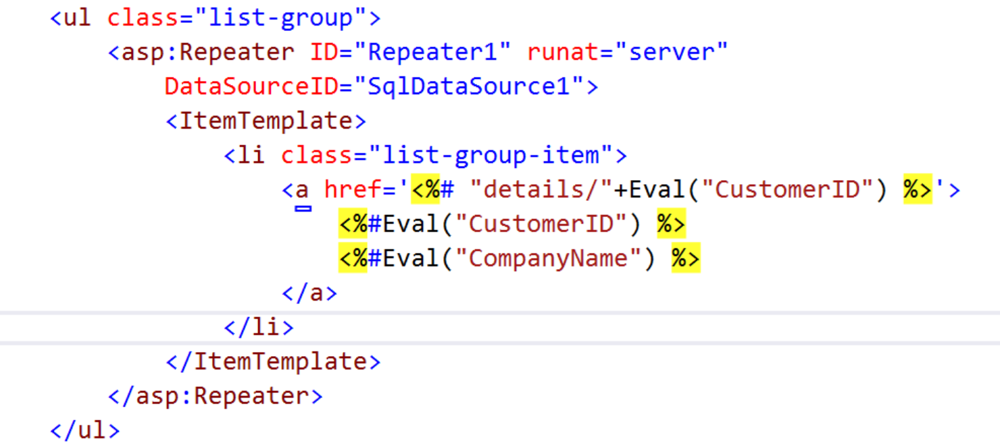 <ul class="list-group">
<asp:Repeater ID="Repeater1" runat="server"
DataSourceID="SqlDataSource1">
<ItemTemplate>
<li class="list-group-item">
<a href='<%# "details/"+Eval("CustomerID") %>'>
<%#Eval("CustomerID") %>
<%#Eval("CompanyName") %>
</a>
</li>
</ItemTemplate>
</asp:Repeater>
</ul>